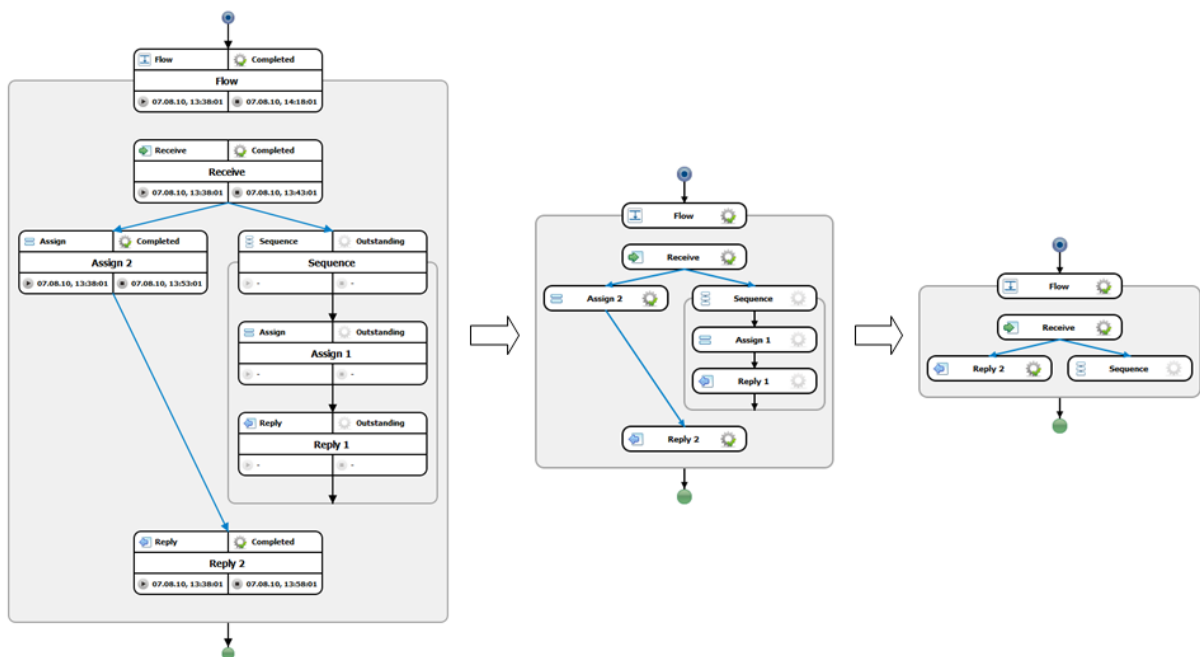 Flow Completed
Flow
07.08.10, 13:38:01 07.08.10, 14:18:01
Receive Completed
Receive
07.08.10, 13:38:01 07.08.10, 13:43:01
Assign Completed
Assign 2
07.08.10, 13:38:01 07.08.10, 13:53:01
Sequence Outstanding
Sequence
- -
Assign Outstanding
Assign 1
- -
Reply Outstanding
Reply 1
- -
Reply Completed
Reply 2
07.08.10, 13:38:01 07.08.10, 13:58:01
Flow
Receive
Assign 2
Sequence
Assign 1
Reply 1
Reply 2
Flow
Receive
Reply 2
Sequence